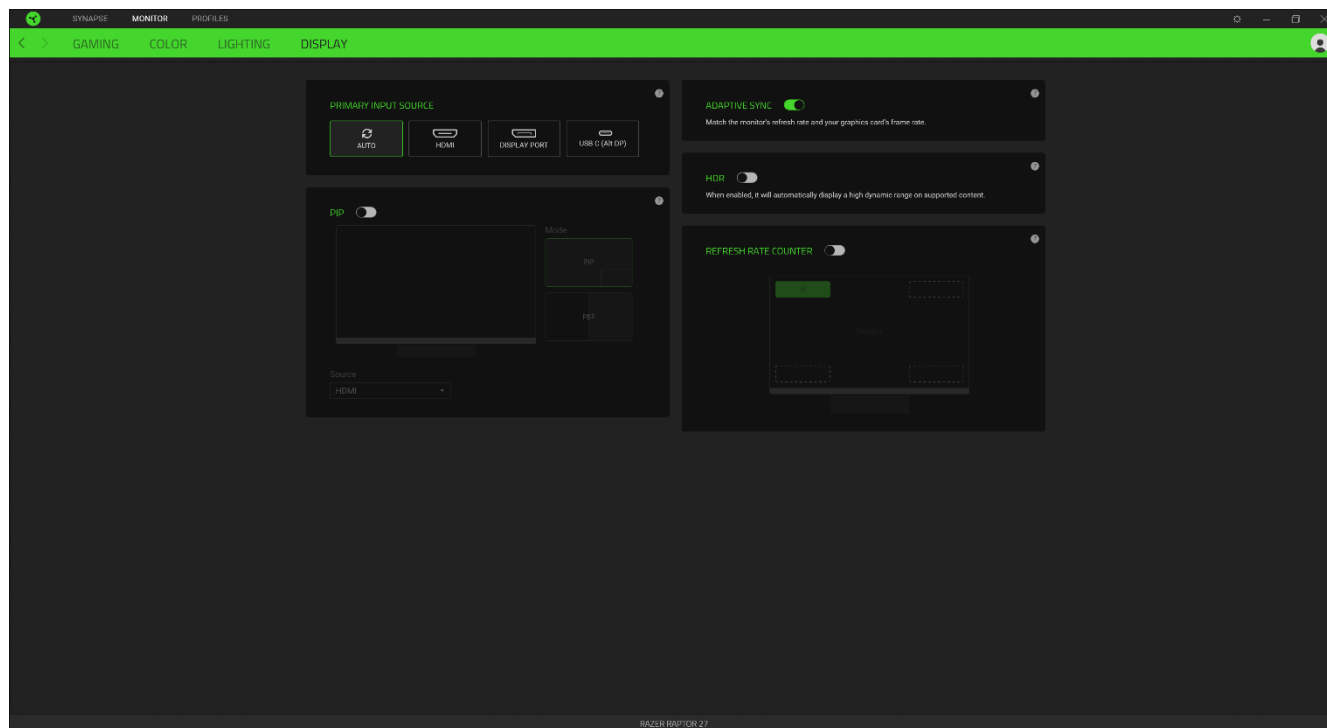 SYNAPSE MONITOR PROFILES
GAMING COLOR LIGHTING DISPLAY
PRIMARY INPUT SOURCE
AUTO HDMI DISPLAY PORT USB C (Alt DP)
PIP
Mode
PIP
PBP
Source
HDMI
ADAPTIVE SYNC
Match the monitor's refresh rate and your graphics card's frame rate.
HDR
When enabled, it will automatically display a high dynamic range on supported content.
REFRESH RATE COUNTER
Display
RAZER RAPTOR 27